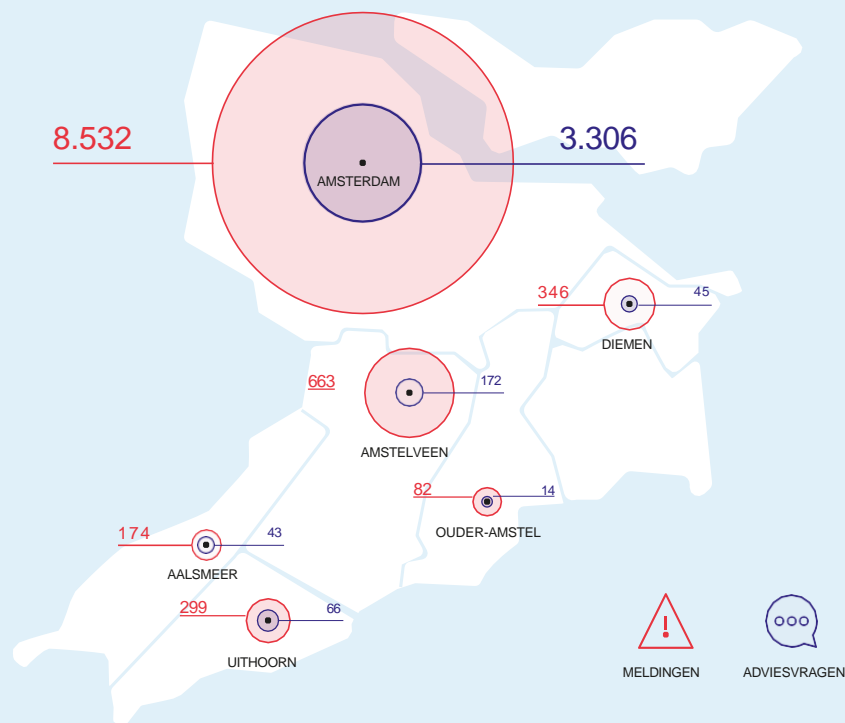 8.532
3.306
AMSTERDAM
346
45
DIEMEN
663
172
AMSTELVEEN
82
14
OUDER-AMSTEL
174
43
AALSMEER
299
66
UITHOORN
MELDINGEN
ADVIESVRAGEN